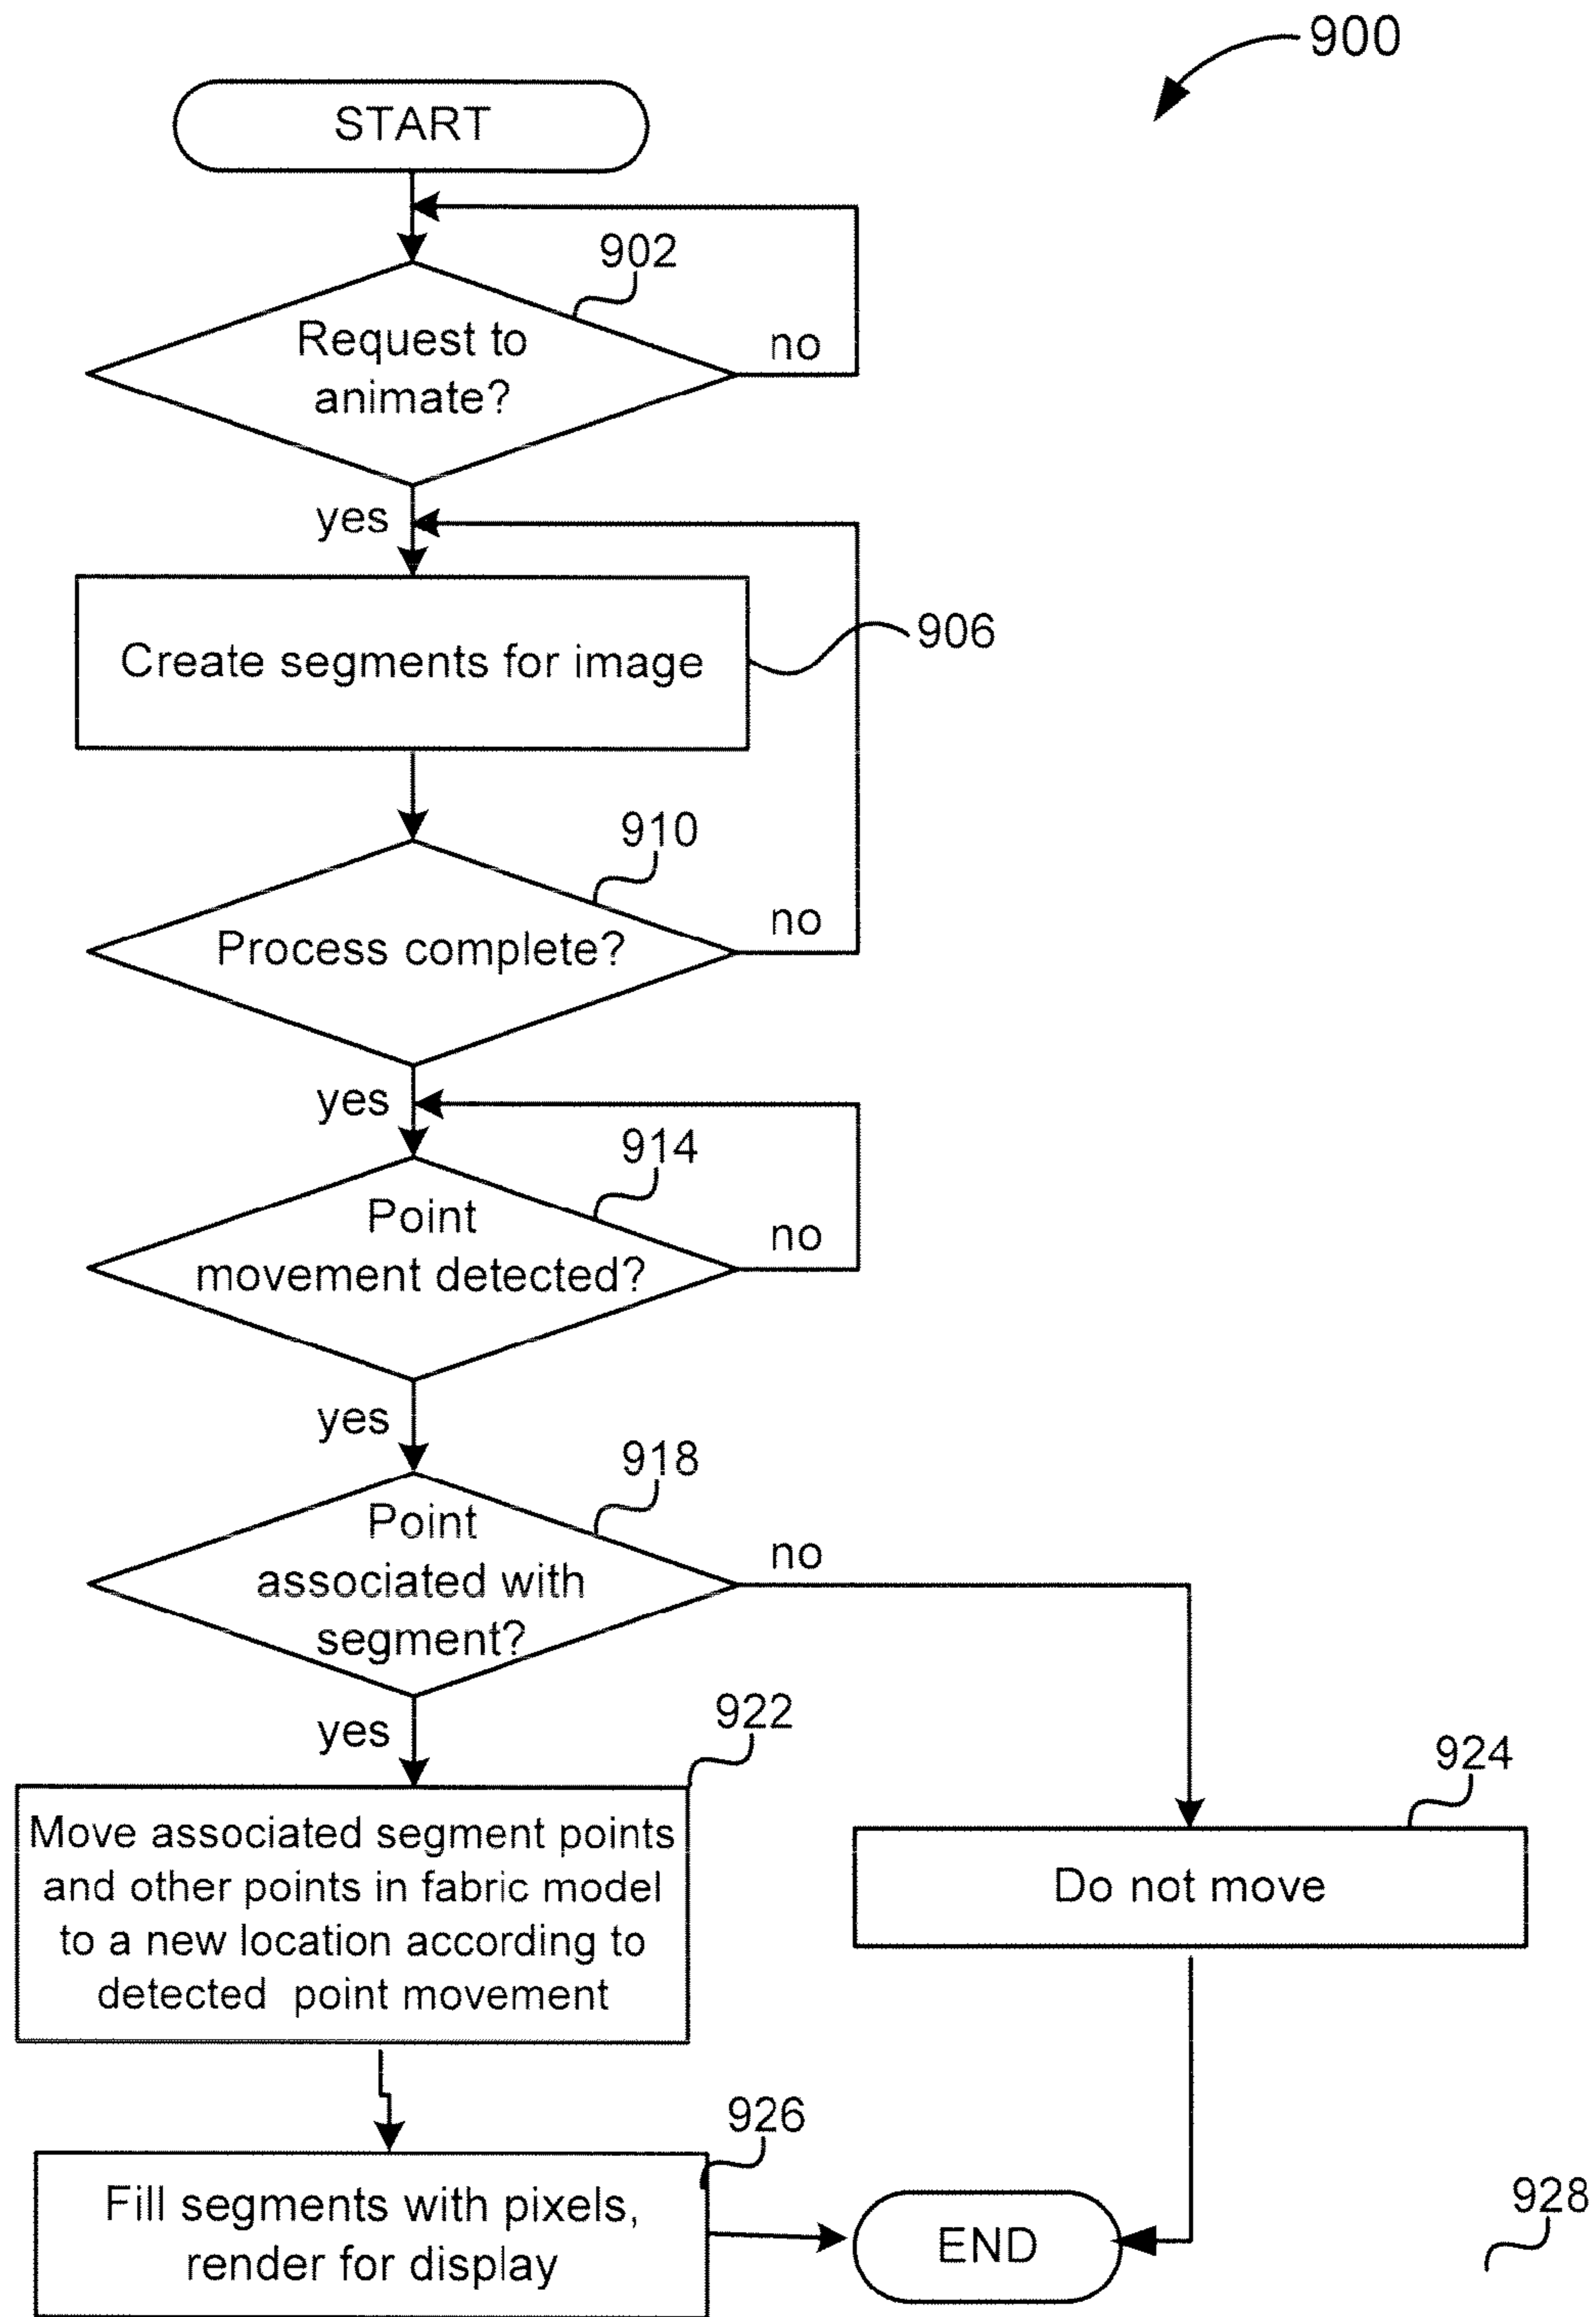 900
START
902
Request to
animate?
no
yes
Create segments for image
906
910
Process complete?
no
yes
914
Point
movement detected?
no
yes
918
Point
associated with
segment?
no
yes
922
Move associated segment points
and other points in fabric model
to a new location according to
detected point movement
924
Do not move
926
Fill segments with pixels,
render for display
END
928